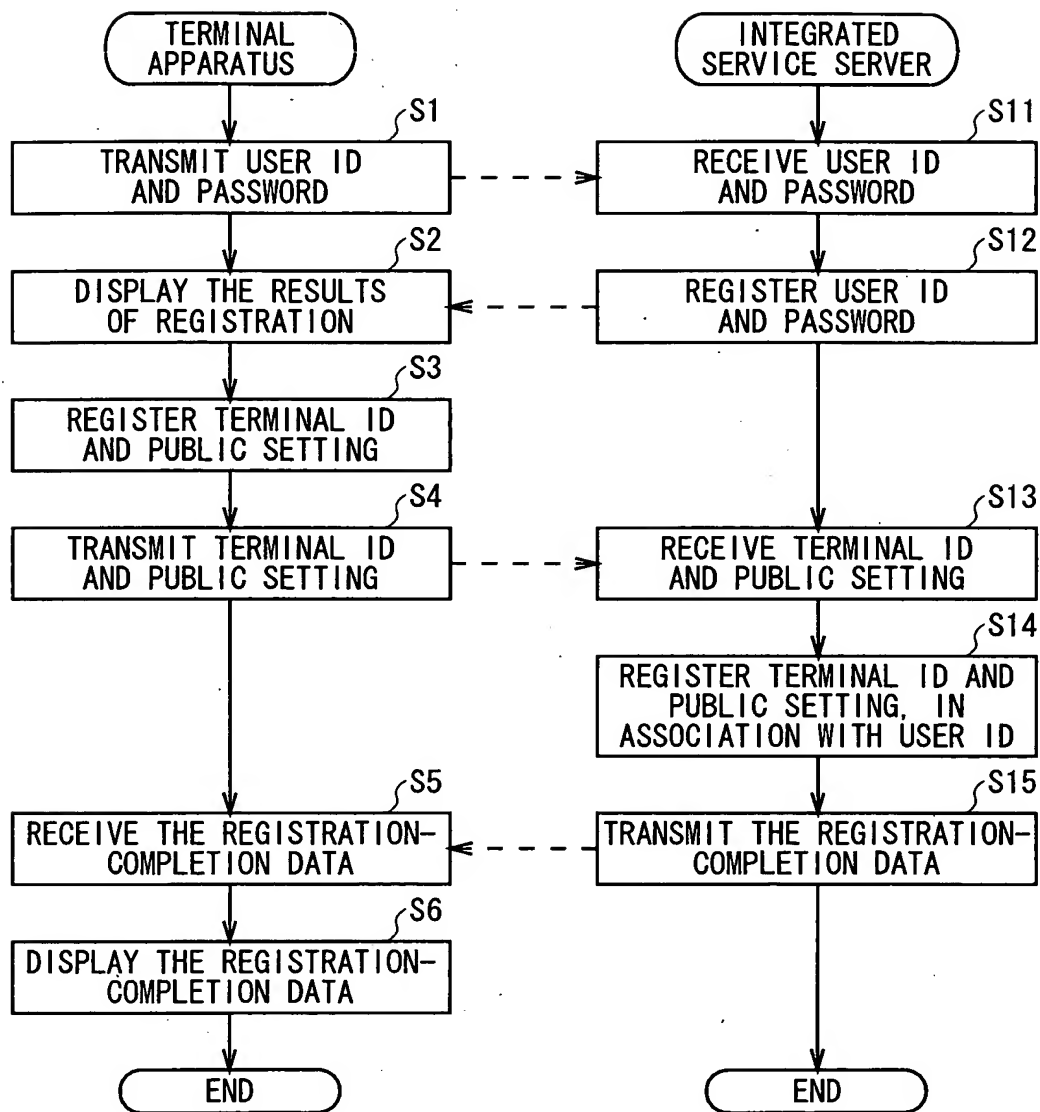 TERMINAL
APPARATUS
S1
TRANSMIT USER ID
AND PASSWORD
S2
DISPLAY THE RESULTS
OF REGISTRATION
S3
REGISTER TERMINAL ID
AND PUBLIC SETTING
S4
TRANSMIT TERMINAL ID
AND PUBLIC SETTING
S5
RECEIVE THE REGISTRATION-
COMPLETION DATA
S6
DISPLAY THE REGISTRATION-
COMPLETION DATA
END
INTEGRATED
SERVICE SERVER
S11
RECEIVE USER ID
AND PASSWORD
S12
REGISTER USER ID
AND PASSWORD
S13
RECEIVE TERMINAL ID
AND PUBLIC SETTING
S14
REGISTER TERMINAL ID AND
PUBLIC SETTING, IN
ASSOCIATION WITH USER ID
S15
TRANSMIT THE REGISTRATION-
COMPLETION DATA
END